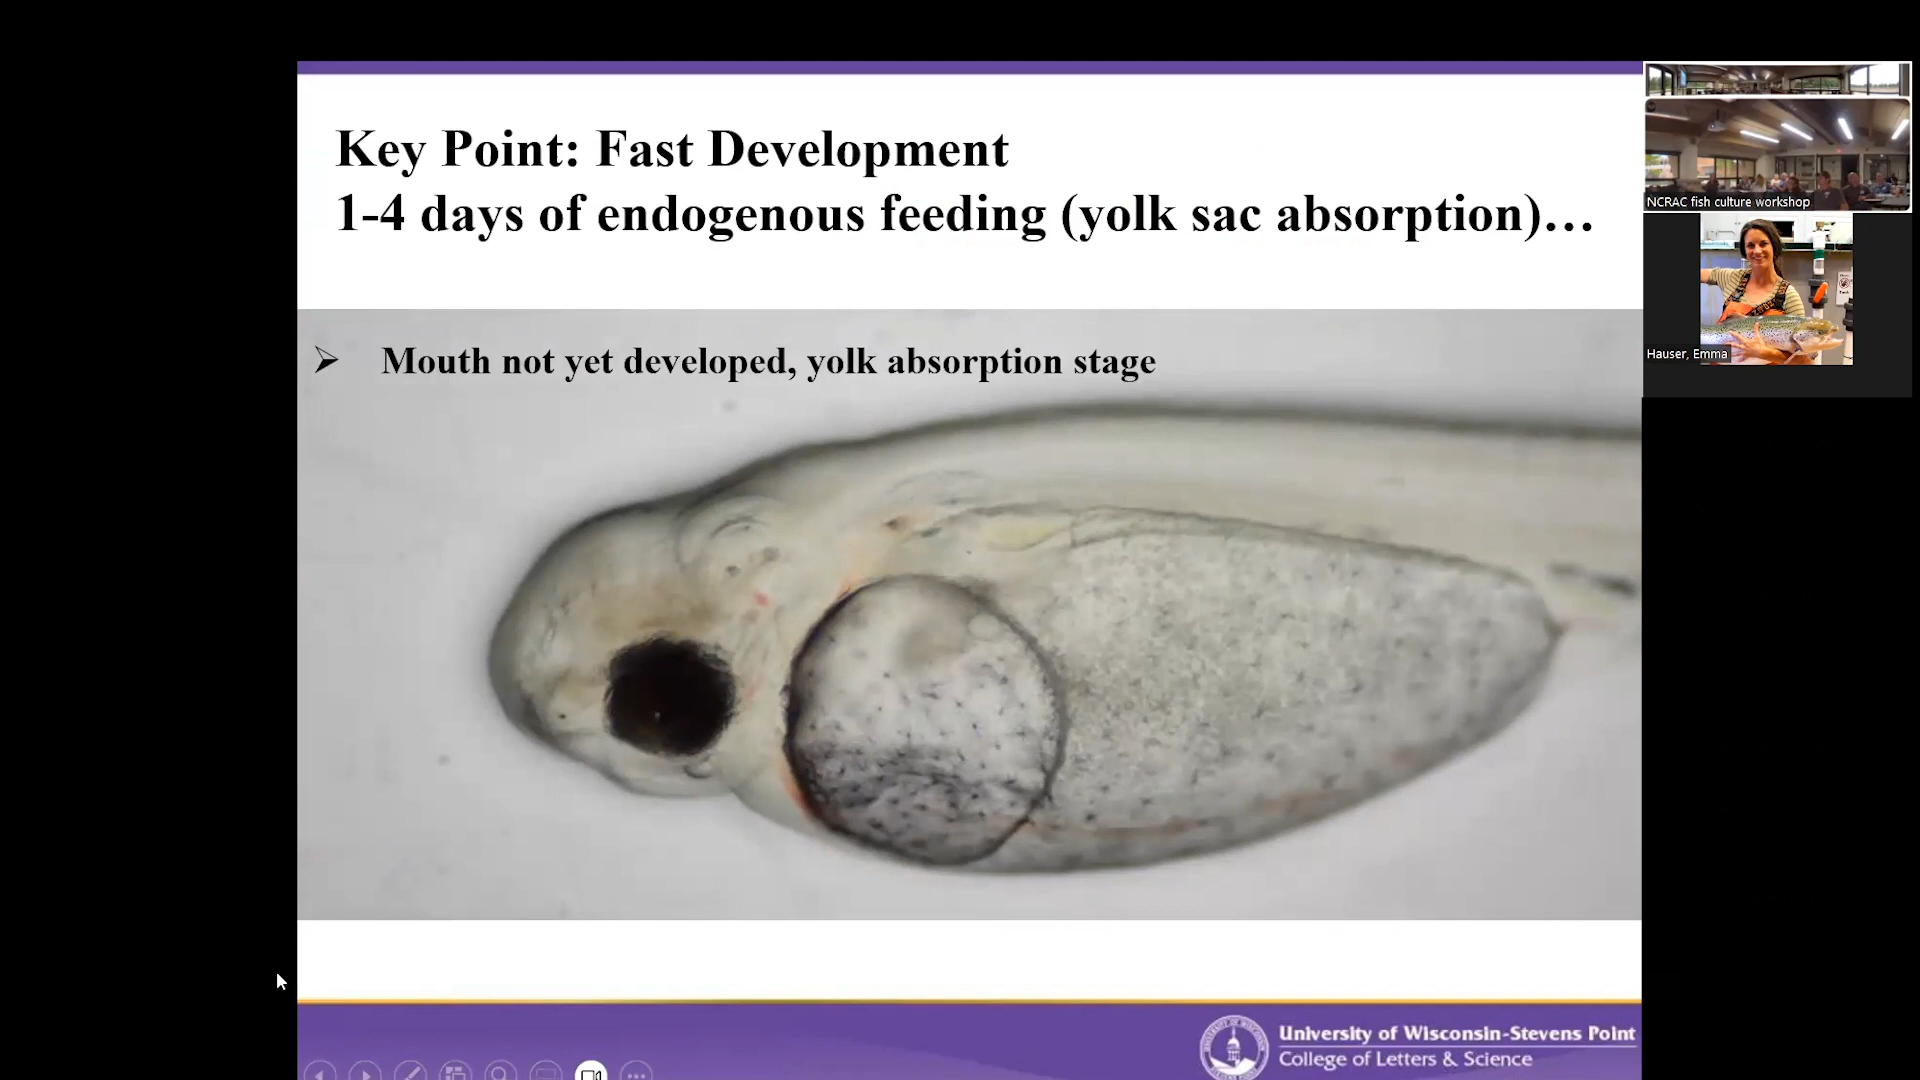 Key Point: Fast Development
1-4 days of endogenous feeding (yolk sac absorption)…
Mouth not yet developed, yolk absorption stage
NCRAC fish culture workshop
Hauser, Emma
University of Wisconsin-Stevens Point
College of Letters & Science